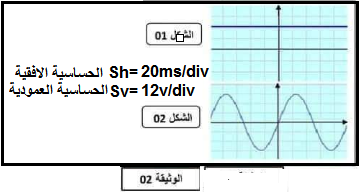 الشكل 01
الحساسية الافقية Sh= 20ms/div
الحساسية العمودية Sv= 12v/div
الشكل 02
الوثيقة 02